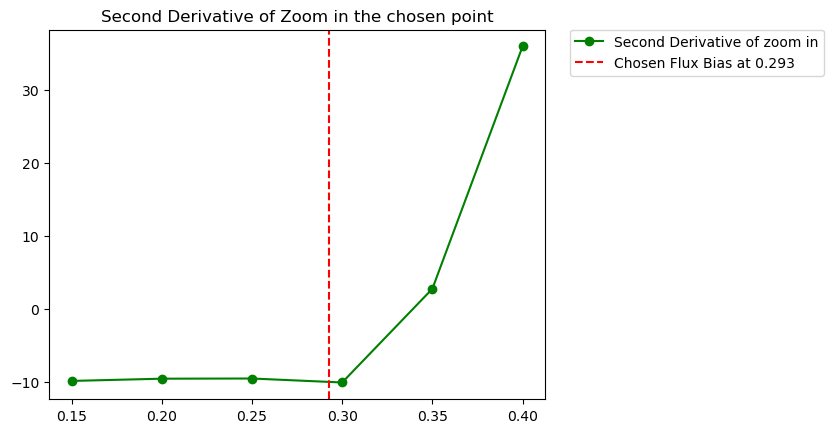 Second Derivative of Zoom in the chosen point
Second Derivative of zoom in
Chosen Flux Bias at 0.293
30
20
10
0
−10
0.15 0.20 0.25 0.30 0.35 0.40